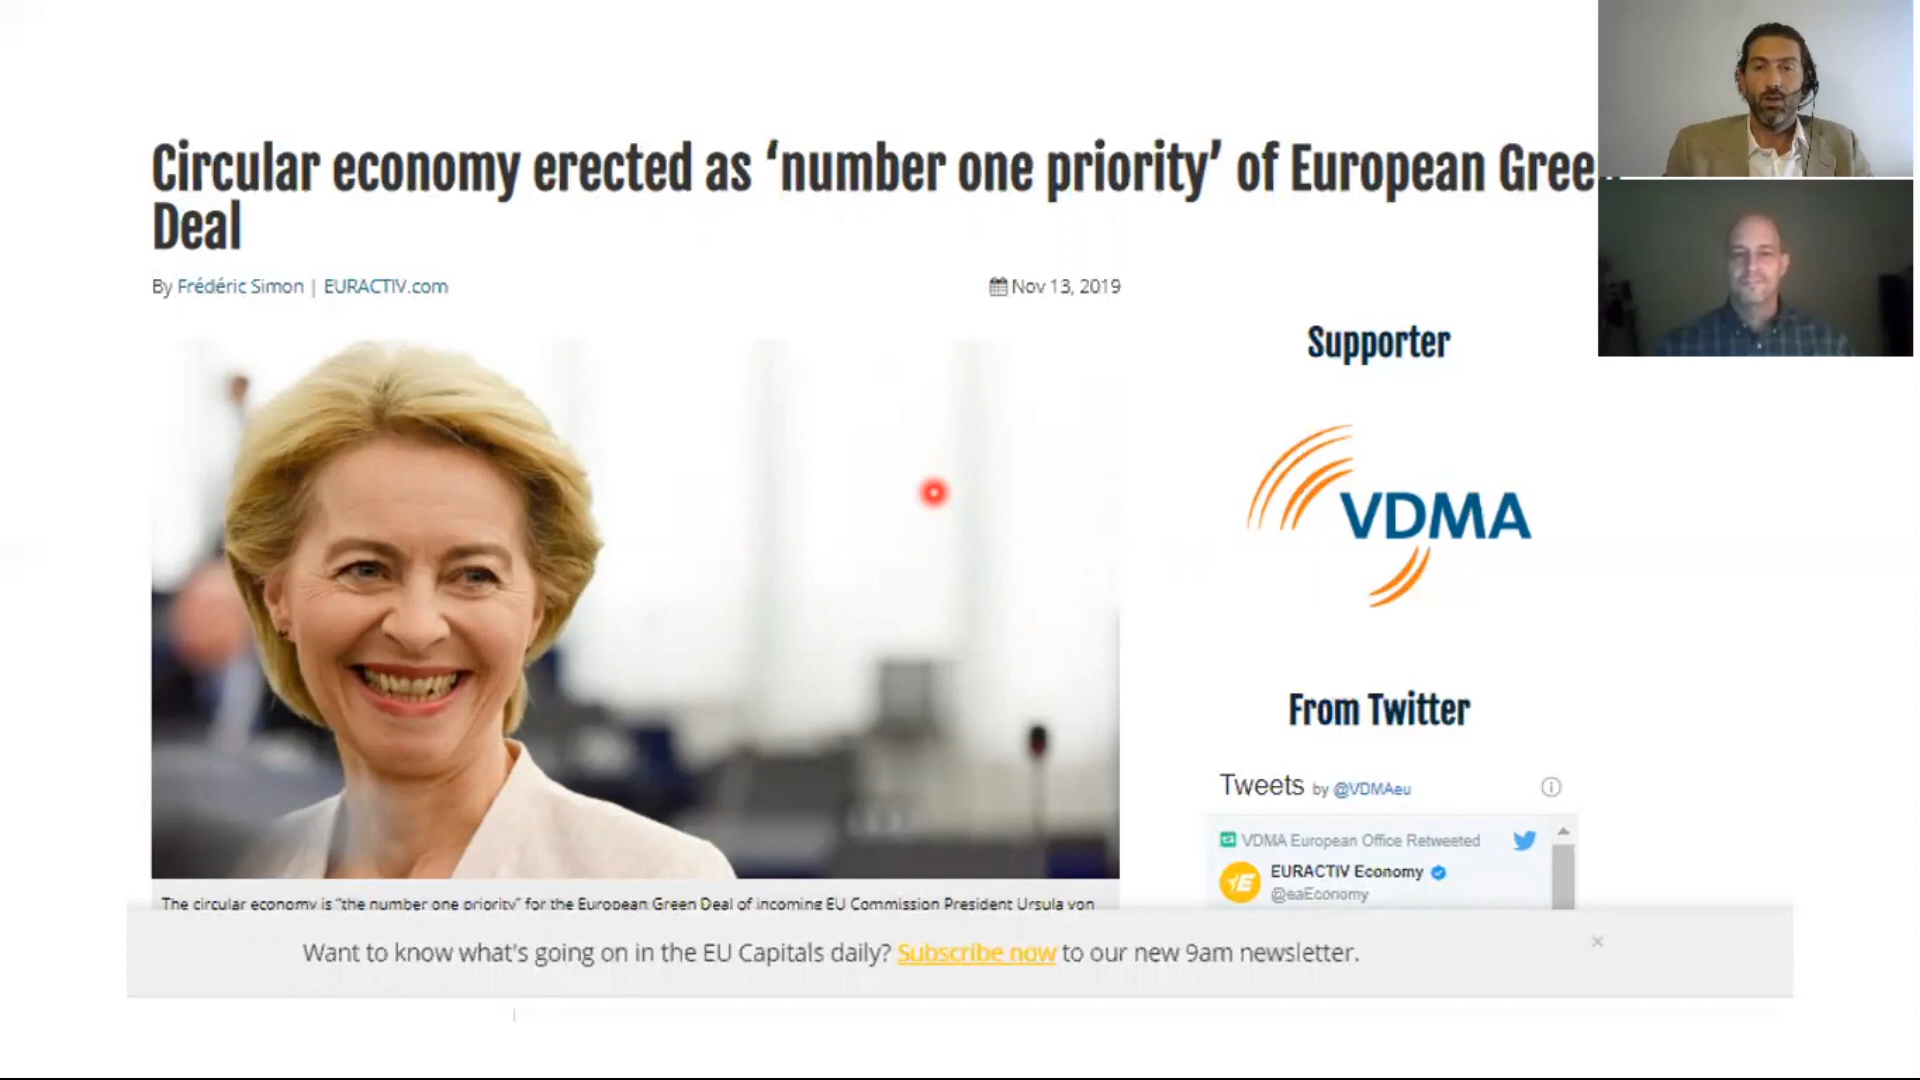 Circular economy erected as ‘number one priority’ of European Green
Deal
By Frédéric Simon | EURACTIV.com
Nov 13, 2019
Supporter
VDMA
From Twitter
Tweets by @VDMAeu
VDMA European Office Retweeted
EURACTIV Economy
@eaEconomy
The circular economy is "the number one priority" for the European Green Deal of incoming EU Commission President Ursula von
Want to know what's going on in the EU Capitals daily? Subscribe now to our new 9am newsletter.